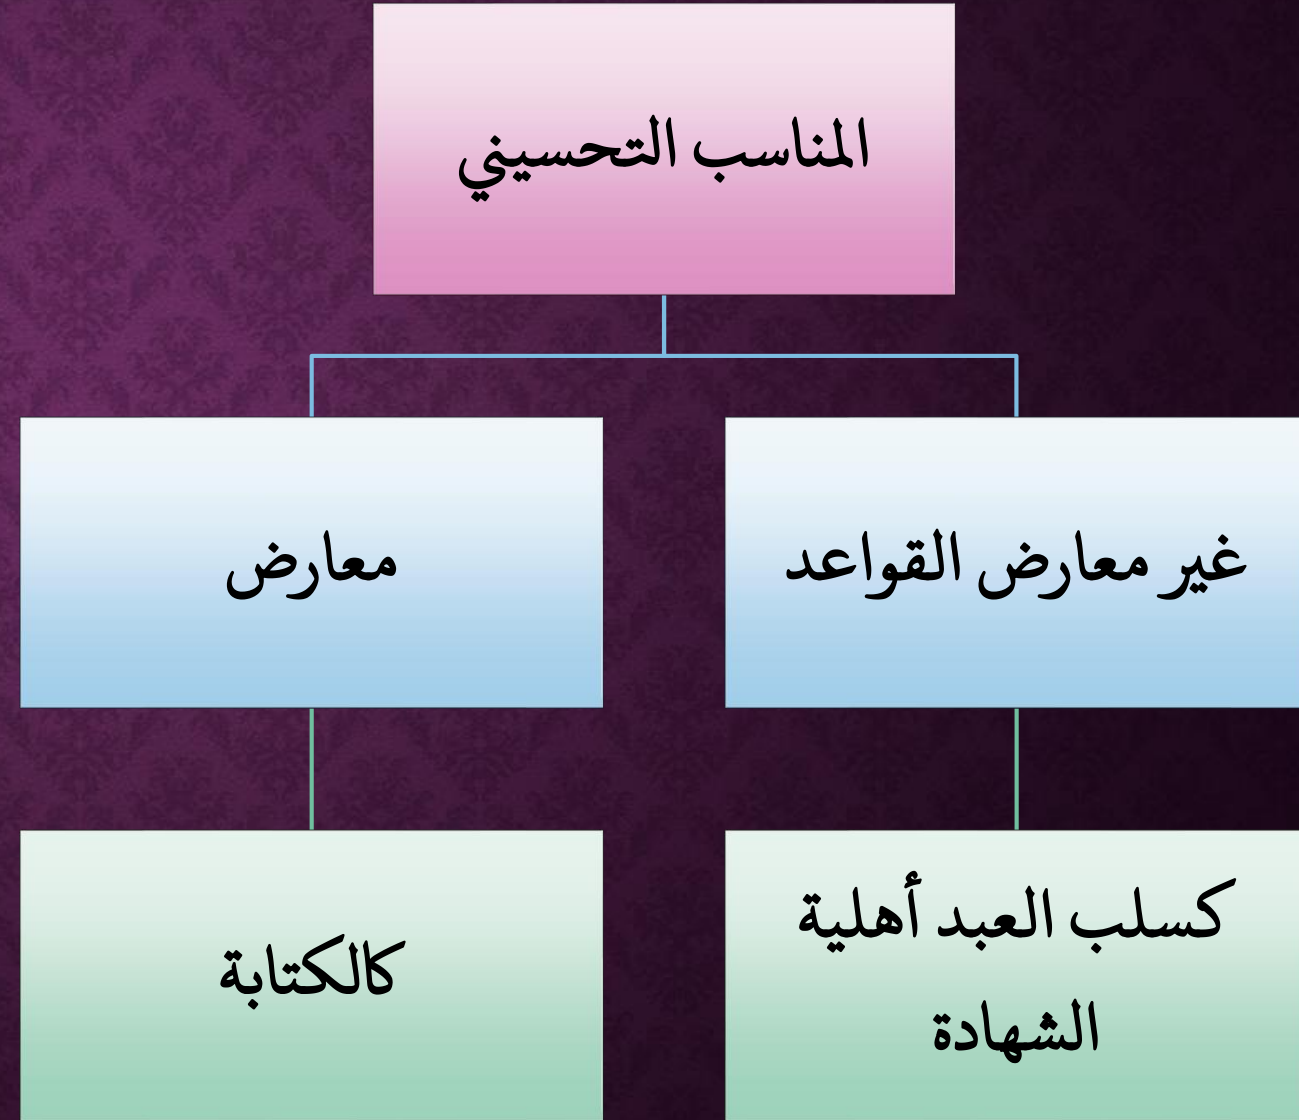 المناسب التحسيني
غير معارض القواعد
معارض
كسلب العبد أهلية
الشهادة
كالكتابة